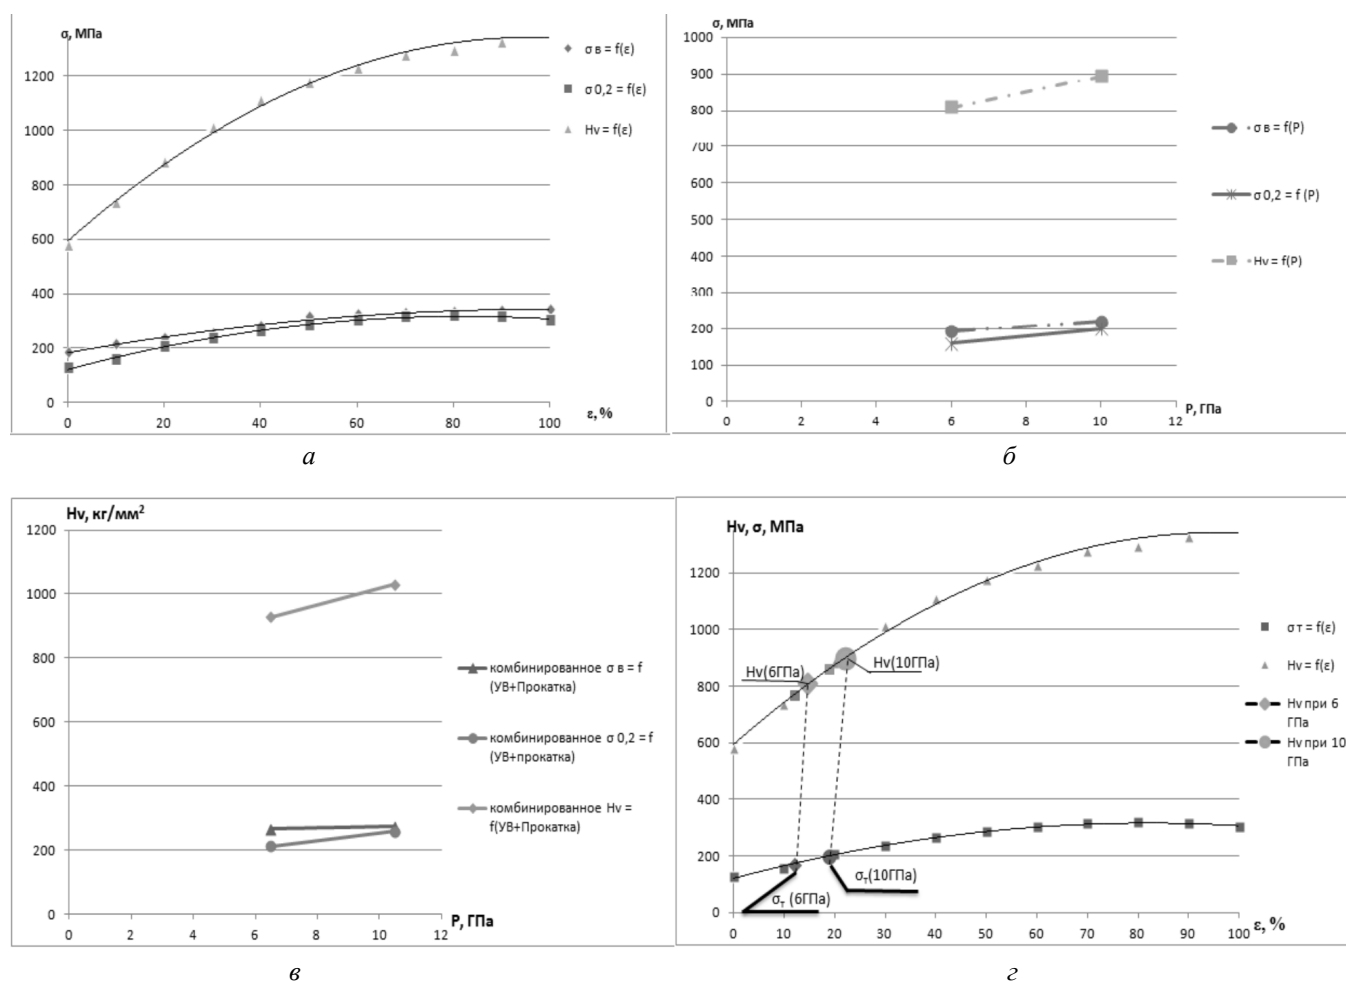 σ, МПа
1200
1000
800
600
400
200
0
0
20
40
60
80
100
ε, %
σ в = f(ε)
σ 0,2 = f(ε)
Hv = f(ε)
а
σ, МПа
1000
900
800
700
600
500
400
300
200
100
0
0
2
4
6
8
10
12
Р, ГПа
σ в = f(P)
σ 0,2 = f (P)
Hv = f(P)
б
Hv, кг/мм²
1200
1000
800
600
400
200
0
0
2
4
6
8
10
12
Р, ГПа
комбинированное σ в = f
(УВ+Прокатка)
комбинированное σ 0,2 = f
(УВ+прокатка)
комбинированное Hv =
f(УВ+Прокатка)
в
Hv, σ, МПа
1200
1000
800
600
400
200
0
0
10
20
30
40
50
60
70
80
90
100
ε, %
Hv(6ГПа)
Hv(10ГПа)
σт (6ГПа)
σт(10ГПа)
σ т = f(ε)
Hv = f(ε)
Hv при 6
ГПа
Hv при 10
ГПа
г